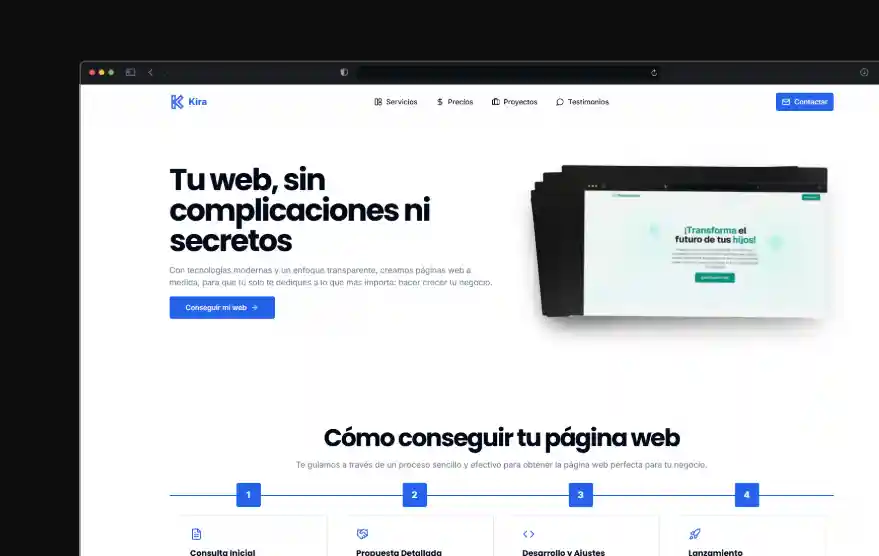 Kira
Servicios
Precios
Proyectos
Testimonios
Contactar
Tu web, sin
complicaciones ni
secretos
Con tecnologías modernas y un enfoque transparente, creamos páginas web a
medida, para que tú solo te dediques a lo que más importa: hacer crecer tu negocio.
Conseguir mi web →
¡Transforma el
futuro de tus hijos!
Cómo conseguir tu página web
Te guiamos a través de un proceso sencillo y efectivo para obtener la página web perfecta para tu negocio.
1
2
3
4
Consulta Inicial
Propuesta Detallada
Desarrollo y Ajustes
Lanzamiento